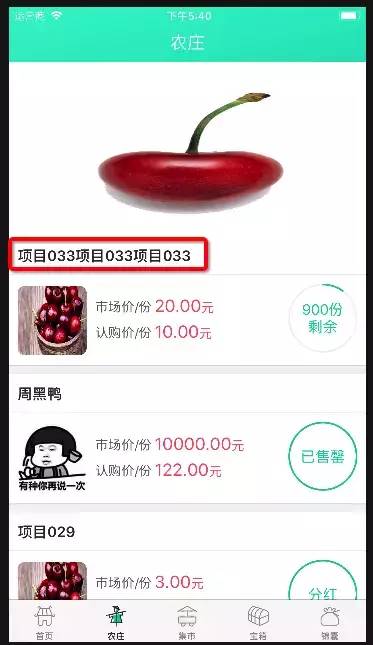 运营商 下午5:40
农庄
项目033项目033项目033
市场价/份 20.00元
认购价/份 10.00元
900份
剩余
周黑鸭
市场价/份 10000.00元
认购价/份 122.00元
已售罄
有种你再说一次
项目029
市场价/份 3.00元
分红
首页 农庄 集市 宝箱 锦囊